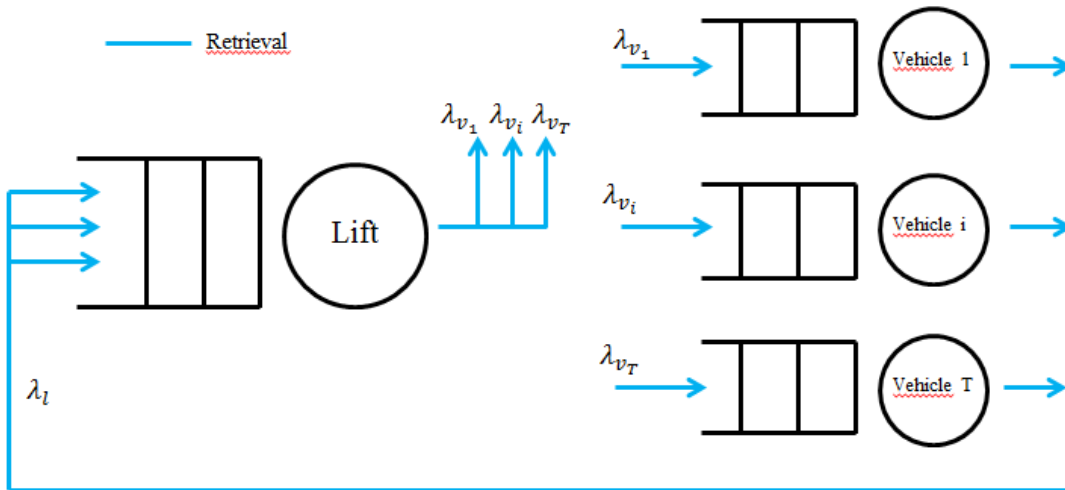 Retrieval
λ_{v_1}
Vehicle 1
λ_{v_1} λ_{v_i} λ_{v_T}
Lift
λ_{v_i}
Vehicle i
λ_{v_T}
Vehicle T
λ_l